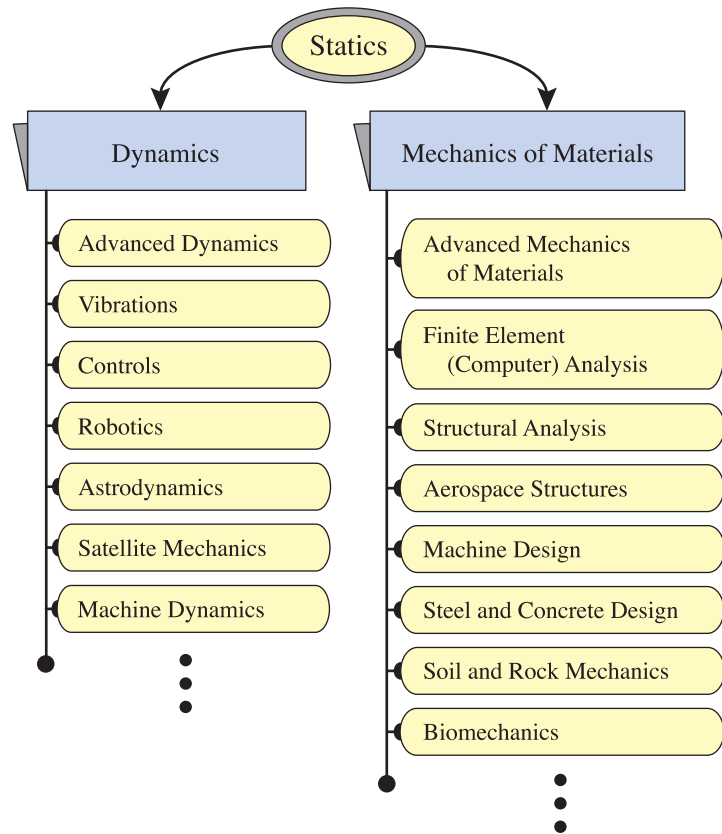 Statics
Dynamics
Advanced Dynamics
Vibrations
Controls
Robotics
Astrodynamics
Satellite Mechanics
Machine Dynamics
Mechanics of Materials
Advanced Mechanics
of Materials
Finite Element
(Computer) Analysis
Structural Analysis
Aerospace Structures
Machine Design
Steel and Concrete Design
Soil and Rock Mechanics
Biomechanics